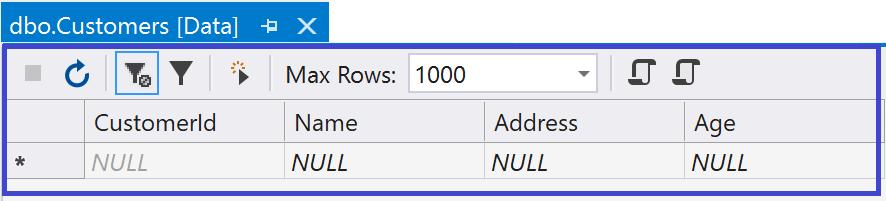 dbo.Customers [Data]
Max Rows: 1000
CustomerId Name Address Age
* NULL NULL NULL NULL